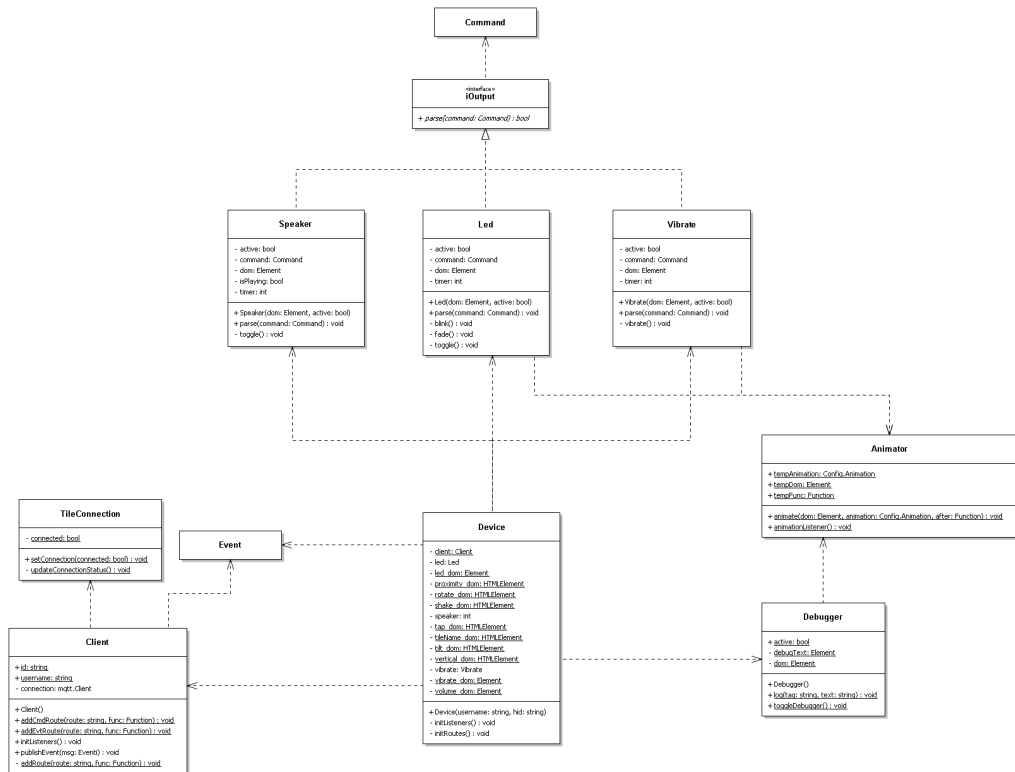 Command
«interface»
iOutput
+ parse(command: Command) : bool
Speaker
- active: bool
- command: Command
- dom: Element
- isPlaying: bool
- timer: int
+ Speaker(dom: Element, active: bool)
+ parse(command: Command) : void
- toggle() : void
Led
- active: bool
- command: Command
- dom: Element
- timer: int
+ Led(dom: Element, active: bool)
+ parse(command: Command) : void
- blink() : void
- fade() : void
- toggle() : void
Vibrate
- active: bool
- command: Command
- dom: Element
- timer: int
+ Vibrate(dom: Element, active: bool)
+ parse(command: Command) : void
- vibrate() : void
Animator
+ tempAnimation: Config.Animation
+ tempDom: Element
+ tempFunc: Function
+ animate(dom: Element, animation: Config.Animation, after: Function) : void
+ animationListener() : void
TileConnection
- connected: bool
+ setConnection(connected: bool) : void
- updateConnectionStatus() : void
Event
Device
- client: Client
- led: Led
- led_dom: Element
- proximity_dom: HTMLElement
- rotate_dom: HTMLElement
- shake_dom: HTMLElement
- speaker: int
- tap_dom: HTMLElement
- tileName_dom: HTMLElement
- tilt_dom: HTMLElement
- vertical_dom: HTMLElement
- vibrate: Vibrate
- vibrate_dom: Element
- volume_dom: Element
+ Device(username: string, hid: string)
- initListeners() : void
- initRoutes() : void
Debugger
+ active: bool
- debugText: Element
- dom: Element
+ Debugger()
+ log(tag: string, text: string) : void
+ toggleDebugger() : void
Client
+ id: string
+ username: string
- connection: mqtt.Client
+ Client()
+ addCmdRoute(route: string, func: Function) : void
+ addEvtRoute(route: string, func: Function) : void
+ initListeners() : void
+ publishEvent(msg: Eventi) : void
- addRoute(route: string, func: Function) : void